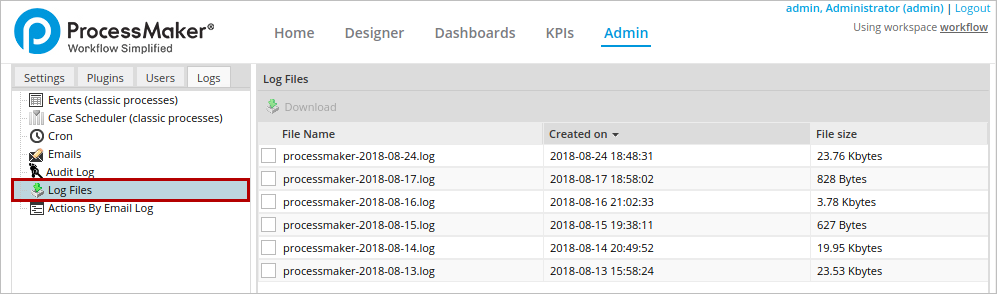 admin, Administrator (admin) | Logout
Using workspace workflow
ProcessMaker®
Workflow Simplified
Home Designer Dashboards KPIs Admin
Settings Plugins Users Logs
Events (classic processes)
Case Scheduler (classic processes)
Cron
Emails
Audit Log
Log Files
Actions By Email Log
Log Files
Download
File Name Created on File size
processmaker-2018-08-24.log 2018-08-24 18:48:31 23.76 Kbytes
processmaker-2018-08-17.log 2018-08-17 18:58:02 828 Bytes
processmaker-2018-08-16.log 2018-08-16 21:02:33 3.78 Kbytes
processmaker-2018-08-15.log 2018-08-15 19:38:11 627 Bytes
processmaker-2018-08-14.log 2018-08-14 20:49:52 19.95 Kbytes
processmaker-2018-08-13.log 2018-08-13 15:58:24 23.53 Kbytes